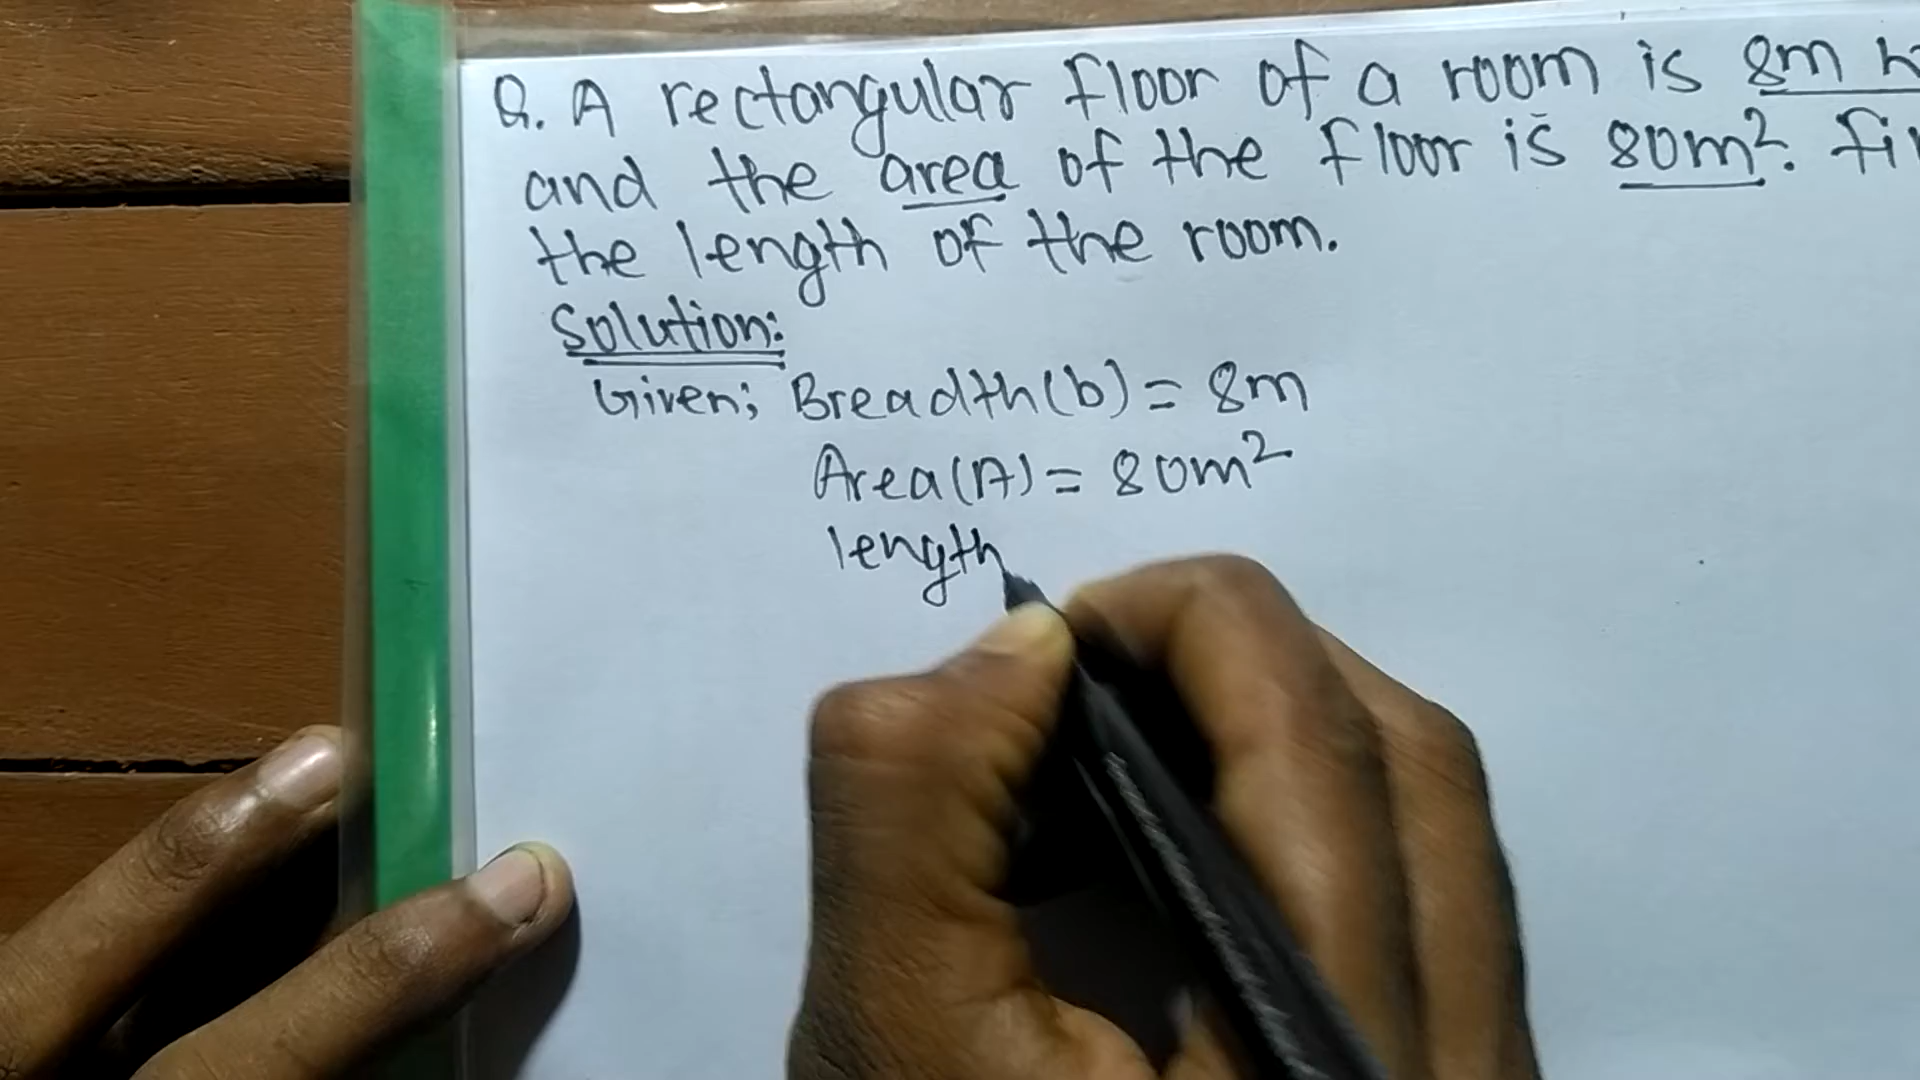 Q. A rectangular floor of a room is 8m
and the area of the floor is 80m².
the length of the room.
Solution:
Given; Breadth(b) = 8m
Area(A) = 80m²
length